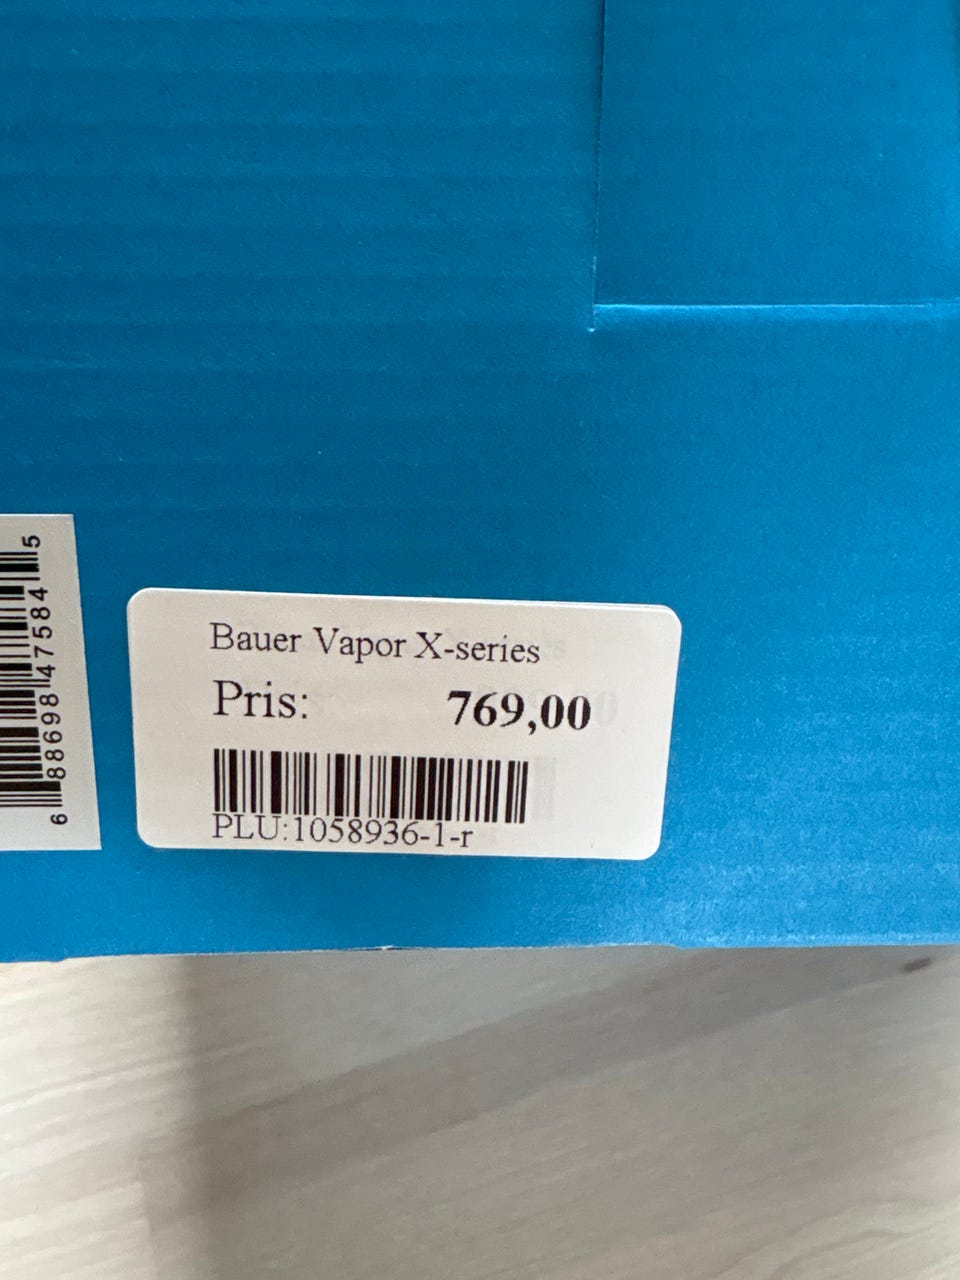 Bauer Vapor X-series
Pris: 769,00
PLU:1058936-1-r
6 88698 47584 5